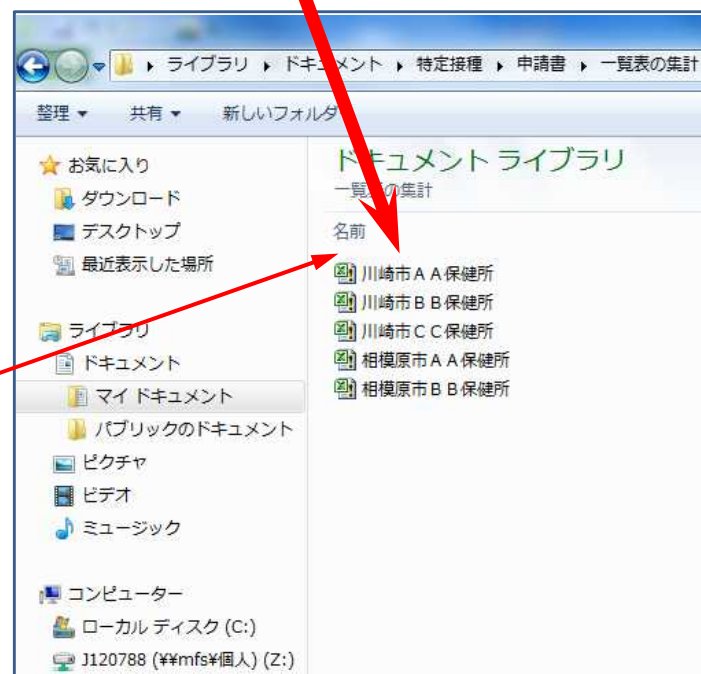 ライブラリ ▸ ドキュメント ▸ 特定接種 ▸ 申請書 ▸ 一覧表の集計
整理 ▼ 共有 ▼ 新しいフォルダ
お気に入り
ダウンロード
デスクトップ
最近表示した場所
ライブラリ
ドキュメント
マイ ドキュメント
パブリックのドキュメント
ピクチャ
ビデオ
ミュージック
コンピューター
ローカル ディスク (C:)
J120788 (¥¥mfs¥個人) (Z:)
ドキュメント ライブラリ
一覧表の集計
名前
川崎市ＡＡ保健所
川崎市ＢＢ保健所
川崎市ＣＣ保健所
相模原市ＡＡ保健所
相模原市ＢＢ保健所